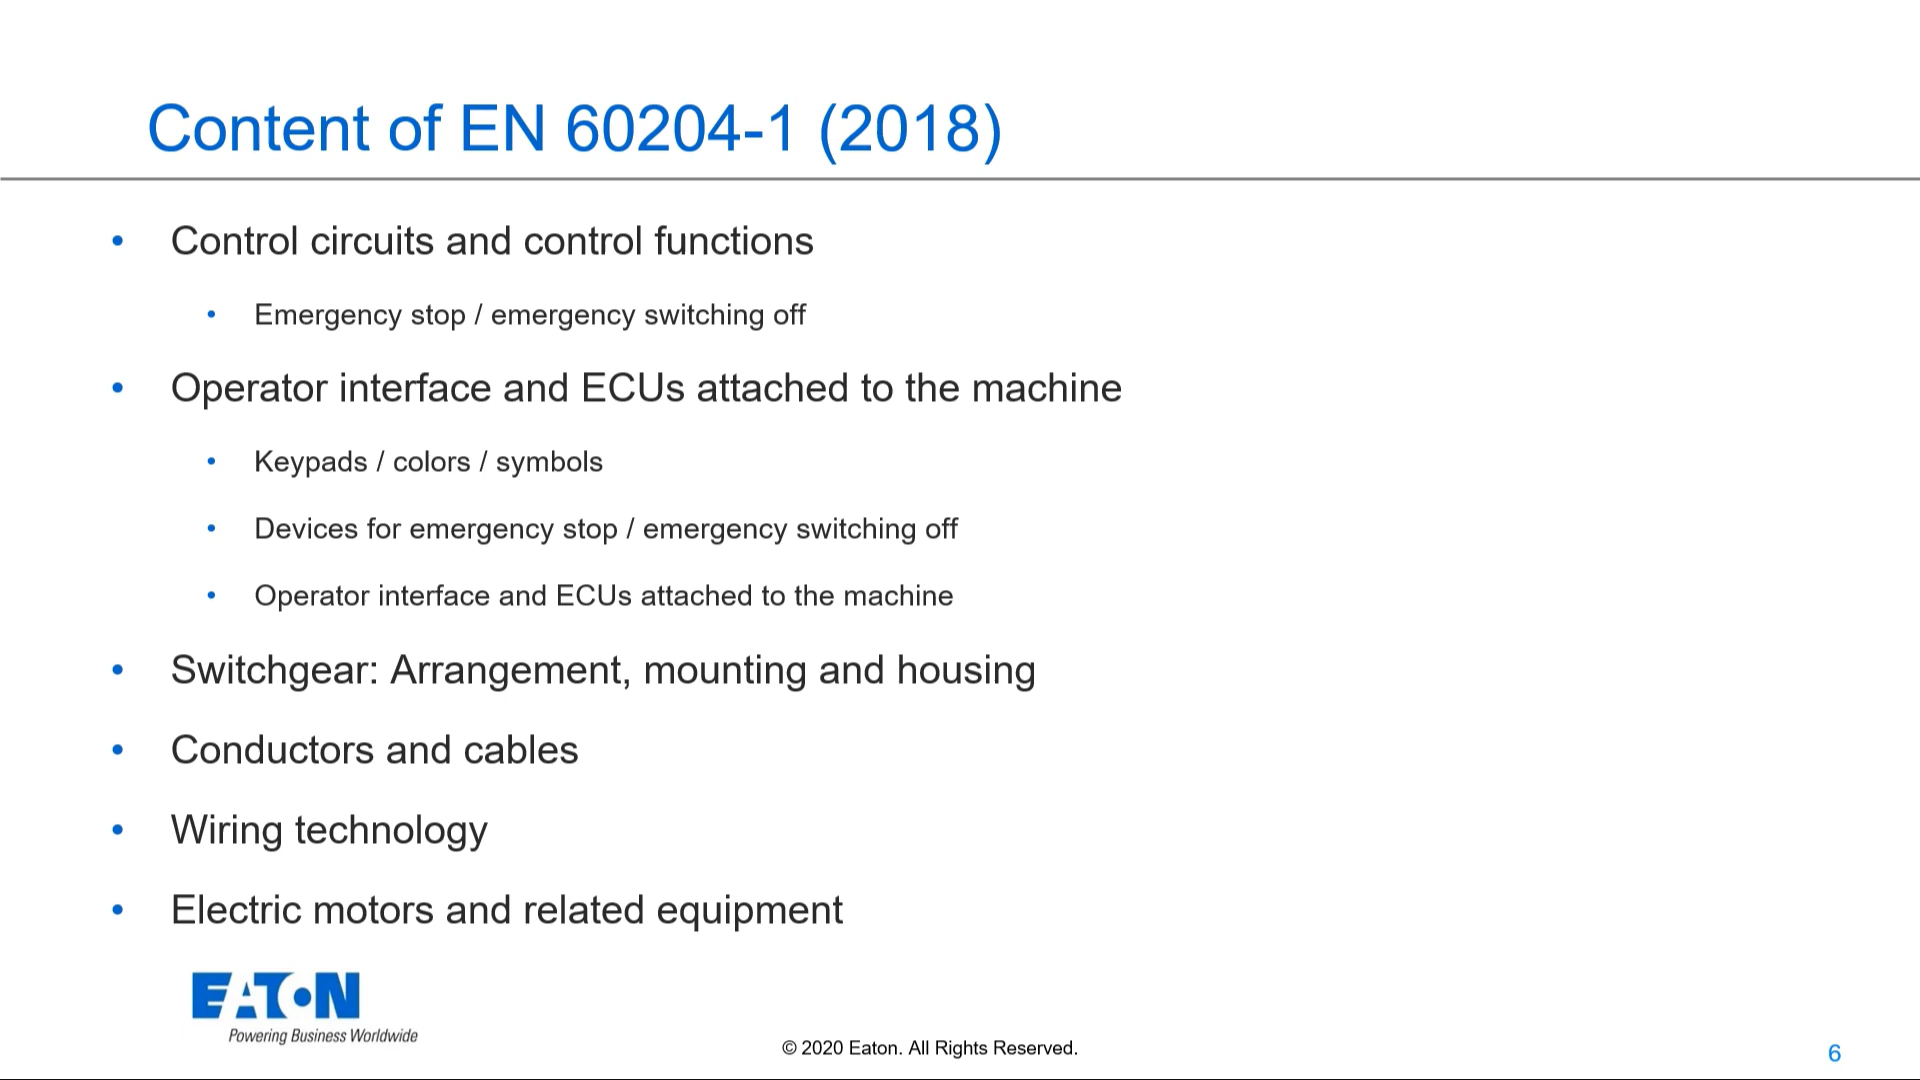 Content of EN 60204-1 (2018)
• Control circuits and control functions
• Emergency stop / emergency switching off
• Operator interface and ECUs attached to the machine
• Keypads / colors / symbols
• Devices for emergency stop / emergency switching off
• Operator interface and ECUs attached to the machine
• Switchgear: Arrangement, mounting and housing
• Conductors and cables
• Wiring technology
• Electric motors and related equipment
EATON
Powering Business Worldwide
© 2020 Eaton. All Rights Reserved.
6